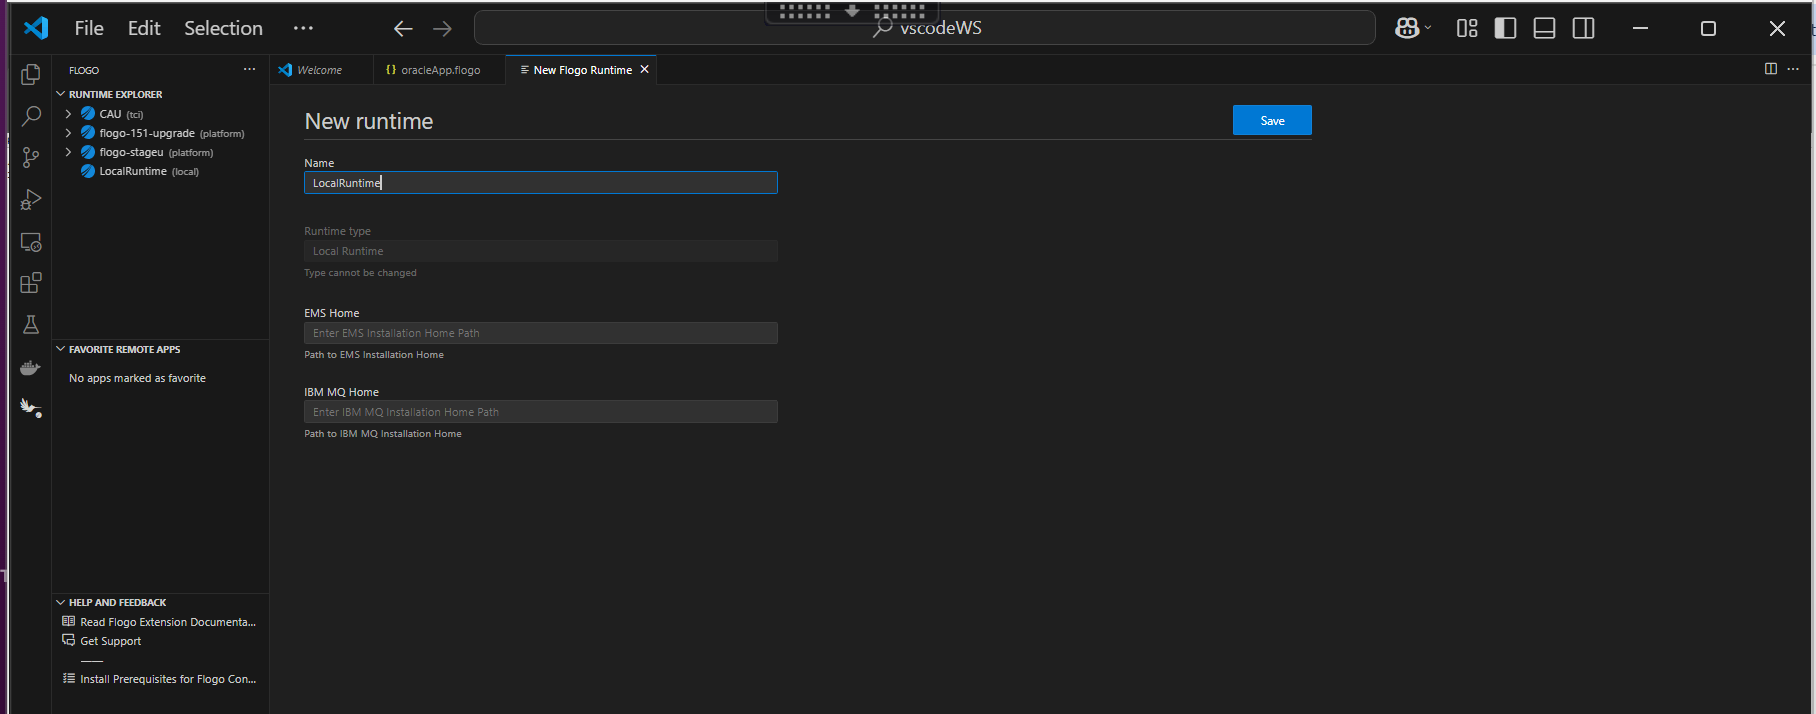 File Edit Selection ···
vscodeWS
FLOGO ···
Welcome
{} oracleApp.flogo
New Flogo Runtime
RUNTIME EXPLORER
CAU (tci)
flogo-151-upgrade (platform)
flogo-stageu (platform)
LocalRuntime (local)
New runtime
Save
Name
LocalRuntime
Runtime type
Local Runtime
Type cannot be changed
EMS Home
Enter EMS Installation Home Path
Path to EMS Installation Home
IBM MQ Home
Enter IBM MQ Installation Home Path
Path to IBM MQ Installation Home
FAVORITE REMOTE APPS
No apps marked as favorite
HELP AND FEEDBACK
Read Flogo Extension Documenta...
Get Support
Install Prerequisites for Flogo Con...